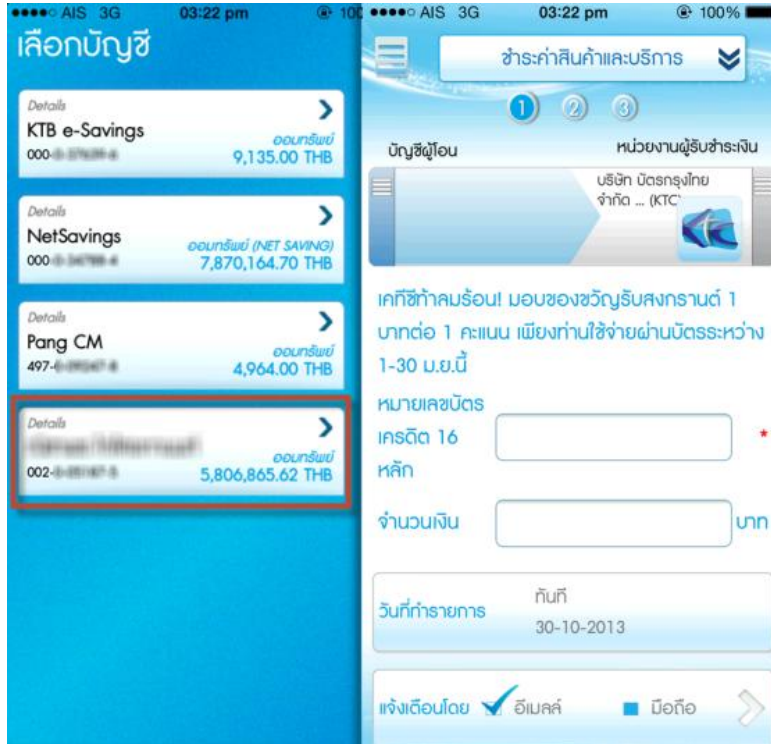 AIS 3G 03:22 pm
เลือกบัญชี
Details
KTB e-Savings
ออมทรัพย์
000-
9,135.00 THB
Details
NetSavings
ออมทรัพย์ (NET SAVING)
000-
7,870,164.70 THB
Details
Pang CM
ออมทรัพย์
497-
4,964.00 THB
Details
ออมทรัพย์
002-
5,806,865.62 THB
AIS 3G 03:22 pm 100%
ชำระค่าสินค้าและบริการ
1 2 3
บัญชีผู้โอน หน่วยงานผู้รับชำระเงิน
บริษัท บัตรกรุงไทย
จำกัด ... (KTC)
เคทีซีท้าลมร้อน! มอบของขวัญรับสงกรานต์ 1
บาทต่อ 1 คะแนน เพียงท่านใช้จ่ายผ่านบัตรระหว่าง
1-30 เม.ย.นี้
หมายเลขบัตร
เครดิต 16
หลัก
*
จำนวนเงิน บาท
วันที่ทำรายการ
ทันที
30-10-2013
แจ้งเตือนโดย อีเมลล์ มือถือ